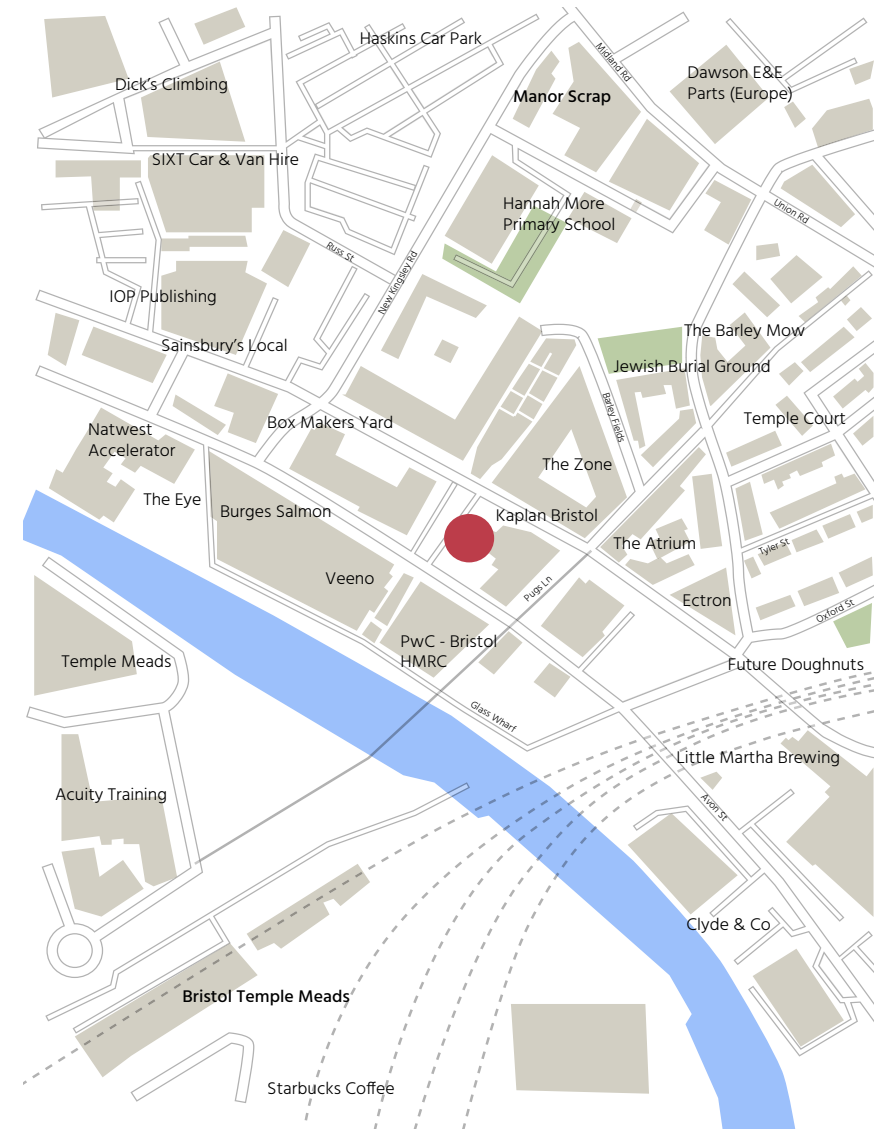 Haskins Car Park
Midland Rd
Dick's Climbing
Dawson E&E
Parts (Europe)
Manor Scrap
SIXT Car & Van Hire
Hannah More
Primary School
Union Rd
Russ St
New Kingsley Rd
IOP Publishing
The Barley Mow
Sainsbury's Local
Jewish Burial Ground
Barley Fields
Box Makers Yard
Temple Court
Natwest
Accelerator
The Zone
The Eye
Burges Salmon
Kaplan Bristol
The Atrium
Tyler St
Veeno
Pugs Ln
Ectron
Oxford St
PwC - Bristol
HMRC
Temple Meads
Future Doughnuts
Glass Wharf
Little Martha Brewing
Acuity Training
Avon St
Clyde & Co
Bristol Temple Meads
Starbucks Coffee